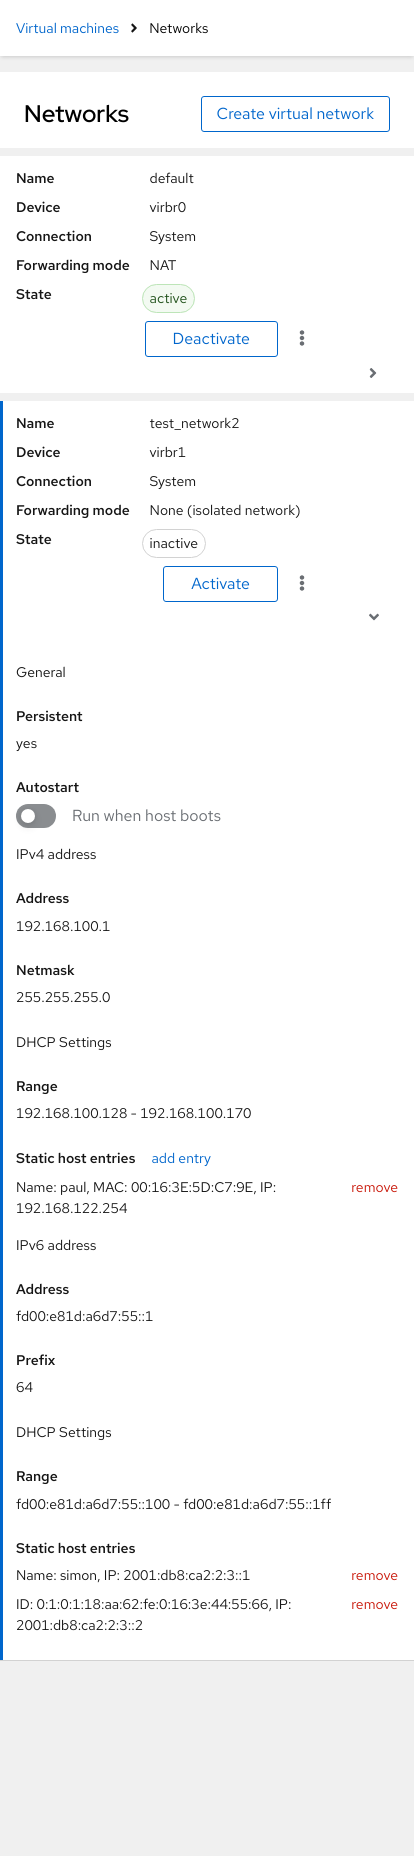 Virtual machines > Networks
Networks
Create virtual network
Name default
Device virbr0
Connection System
Forwarding mode NAT
State active
Deactivate
Name test_network2
Device virbr1
Connection System
Forwarding mode None (isolated network)
State inactive
Activate
General
Persistent
yes
Autostart
Run when host boots
IPv4 address
Address
192.168.100.1
Netmask
255.255.255.0
DHCP Settings
Range
192.168.100.128 - 192.168.100.170
Static host entries add entry
Name: paul, MAC: 00:16:3E:5D:C7:9E, IP: remove
192.168.122.254
IPv6 address
Address
fd00:e81d:a6d7:55::1
Prefix
64
DHCP Settings
Range
fd00:e81d:a6d7:55::100 - fd00:e81d:a6d7:55::1ff
Static host entries
Name: simon, IP: 2001:db8:ca2:2:3::1 remove
ID: 0:1:0:1:18:aa:62:fe:0:16:3e:44:55:66, IP: remove
2001:db8:ca2:2:3::2